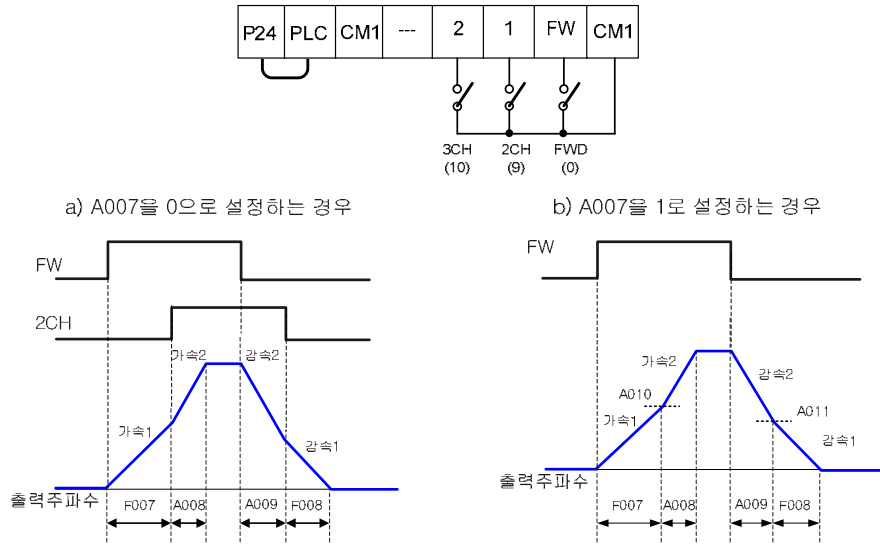 P24 PLC CM1 --- 2 1 FW CM1
3CH 2CH FWD
(10) (9) (0)
a) A007을 0으로 설정하는 경우
FW
2CH
가속2 감속2
가속1
감속1
출력주파수
F007 A008 A009 F008
b) A007을 1로 설정하는 경우
FW
가속2
감속2
A010
A011
가속1
감속1
출력주파수
F007 A008 A009 F008